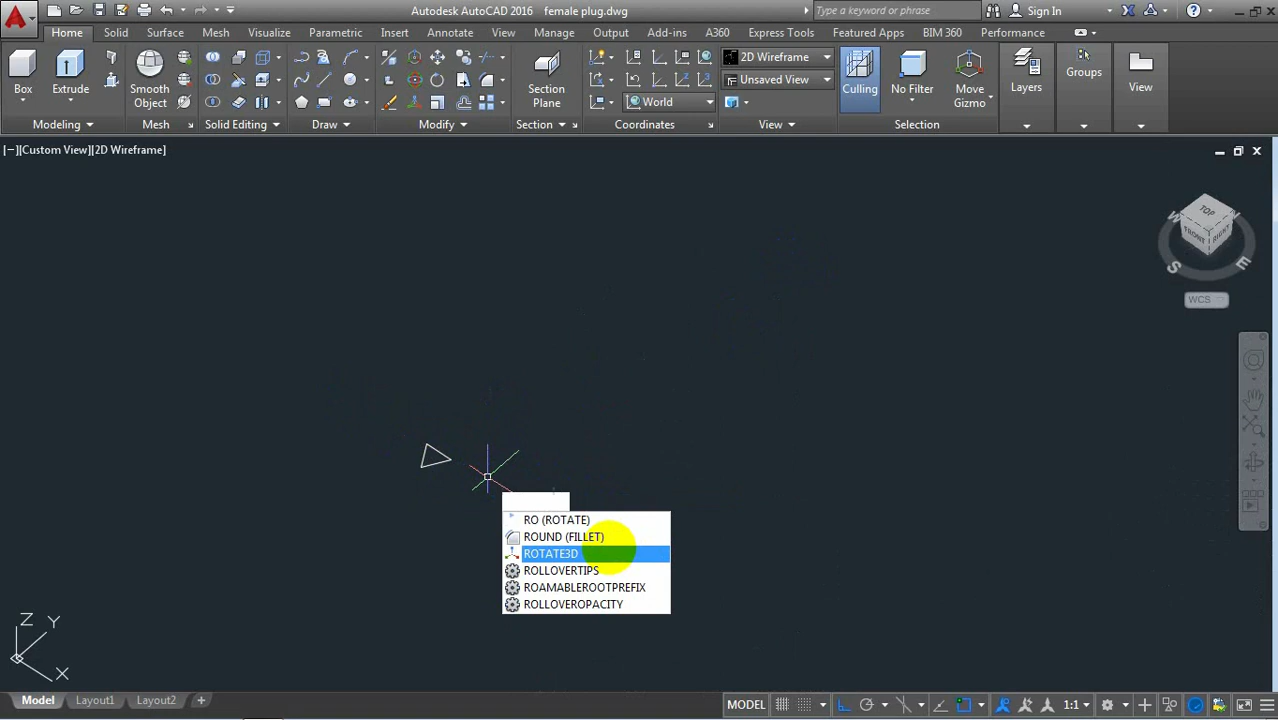 Autodesk AutoCAD 2016 female plug.dwg
Type a keyword or phrase
Sign In
Home Solid Surface Mesh Visualize Parametric Insert Annotate View Manage Output Add-ins A360 Express Tools Featured Apps BIM 360 Performance
2D Wireframe
Unsaved View
World
Box Extrude
Smooth
Object
Section
Plane
Culling No Filter
Move
Gizmo
Layers
Groups
View
Modeling Mesh Solid Editing Draw Modify Section Coordinates View Selection
[−][Custom View][2D Wireframe]
TOP
FRONT RIGHT
W
S E
WCS
RO (ROTATE)
ROUND (FILLET)
ROTATE3D
ROLLOVERTIPS
ROAMABLEROOTPREFIX
ROLLOVEROPACITY
Z Y
X
Model Layout1 Layout2 +
MODEL 1:1